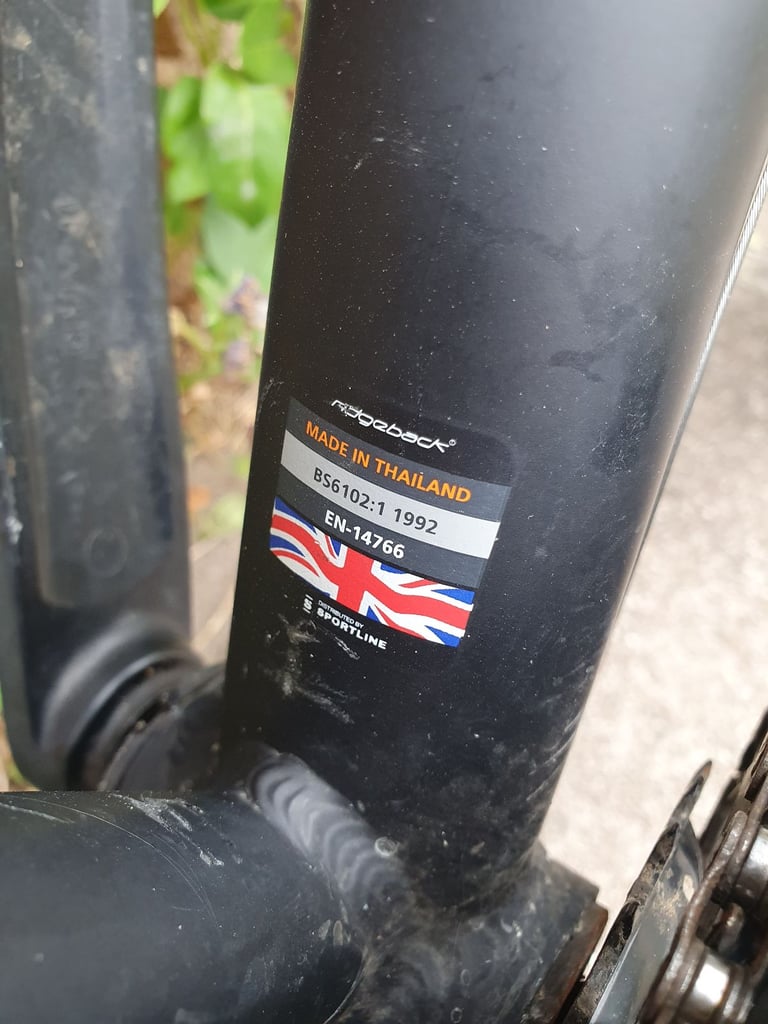 ridgeback
MADE IN THAILAND
BS6102:1 1992
EN-14766
DISTRIBUTED BY
SPORTLINE